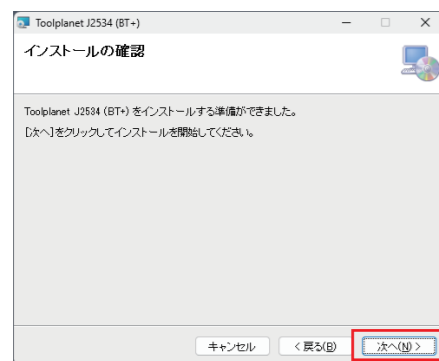 Toolplanet J2534 (BT+)
インストールの確認
Toolplanet J2534 (BT+) をインストールする準備ができました。
[次へ]をクリックしてインストールを開始してください。
キャンセル
< 戻る(B)
次へ(N) >